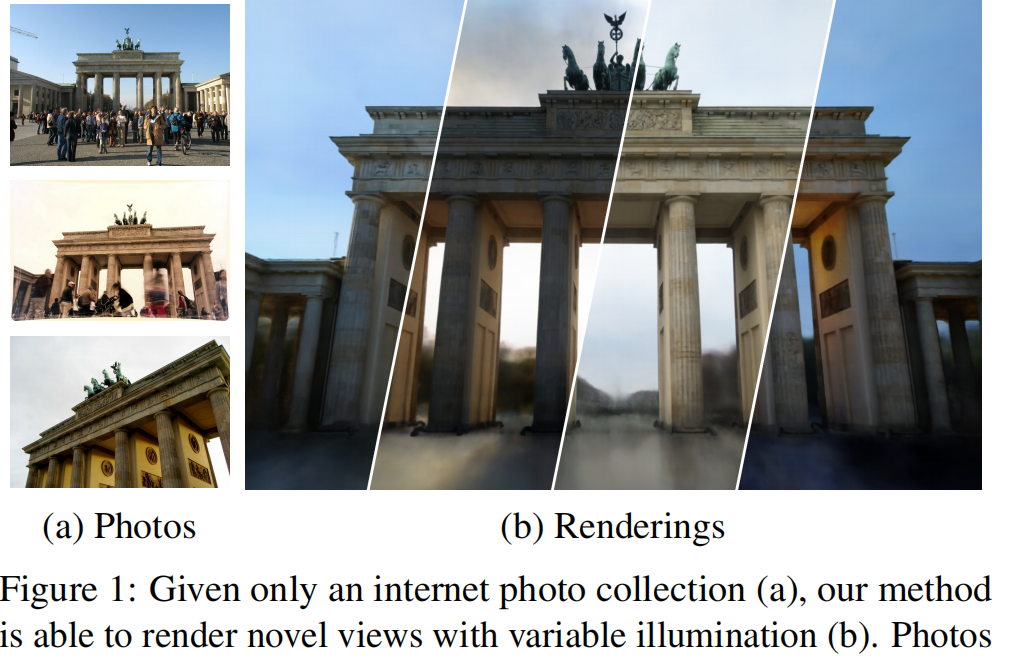 (a) Photos
(b) Renderings
Figure 1: Given only an internet photo collection (a), our method
is able to render novel views with variable illumination (b). Photos